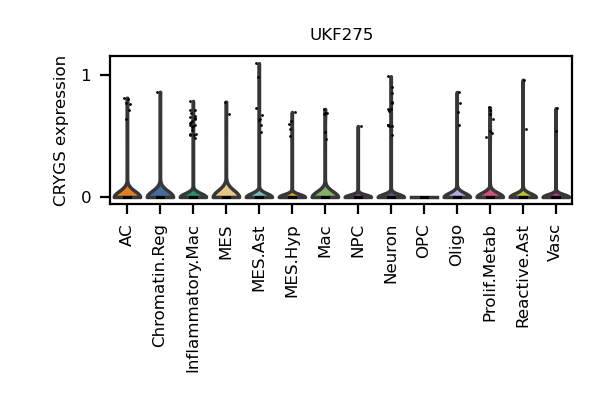 UKF275
CRYGS expression
1
0
AC
Chromatin.Reg
Inflammatory.Mac
MES
MES.Ast
MES.Hyp
Mac
NPC
Neuron
OPC
Oligo
Prolif.Metab
Reactive.Ast
Vasc